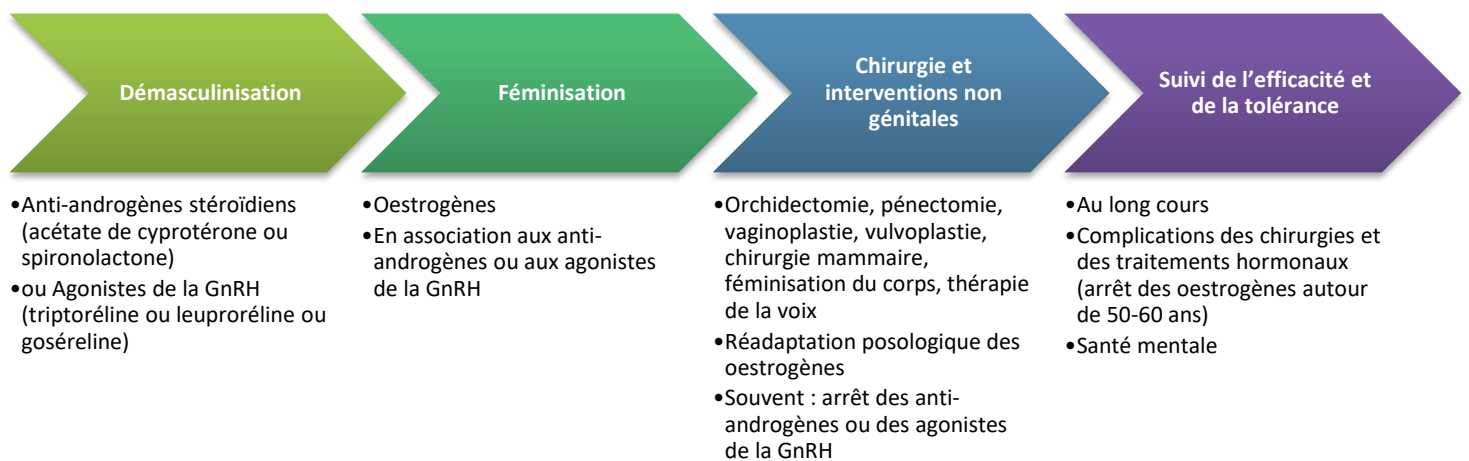 Démasculinisation
Féminisation
Chirurgie et
interventions non
génitales
Suivi de l’efficacité et
de la tolérance
•Anti-androgènes stéroïdiens
(acétate de cyprotérone ou
spironolactone)
•ou Agonistes de la GnRH
(triptoréline ou leuproréline ou
goséreline)
•Oestrogènes
•En association aux anti-
androgènes ou aux agonistes
de la GnRH
•Orchidectomie, pénectomie,
vaginoplastie, vulvoplastie,
chirurgie mammaire,
féminisation du corps, thérapie
de la voix
•Réadaptation posologique des
oestrogènes
•Souvent : arrêt des anti-
androgènes ou des agonistes
de la GnRH
•Au long cours
•Complications des chirurgies et
des traitements hormonaux
(arrêt des oestrogènes autour
de 50-60 ans)
•Santé mentale